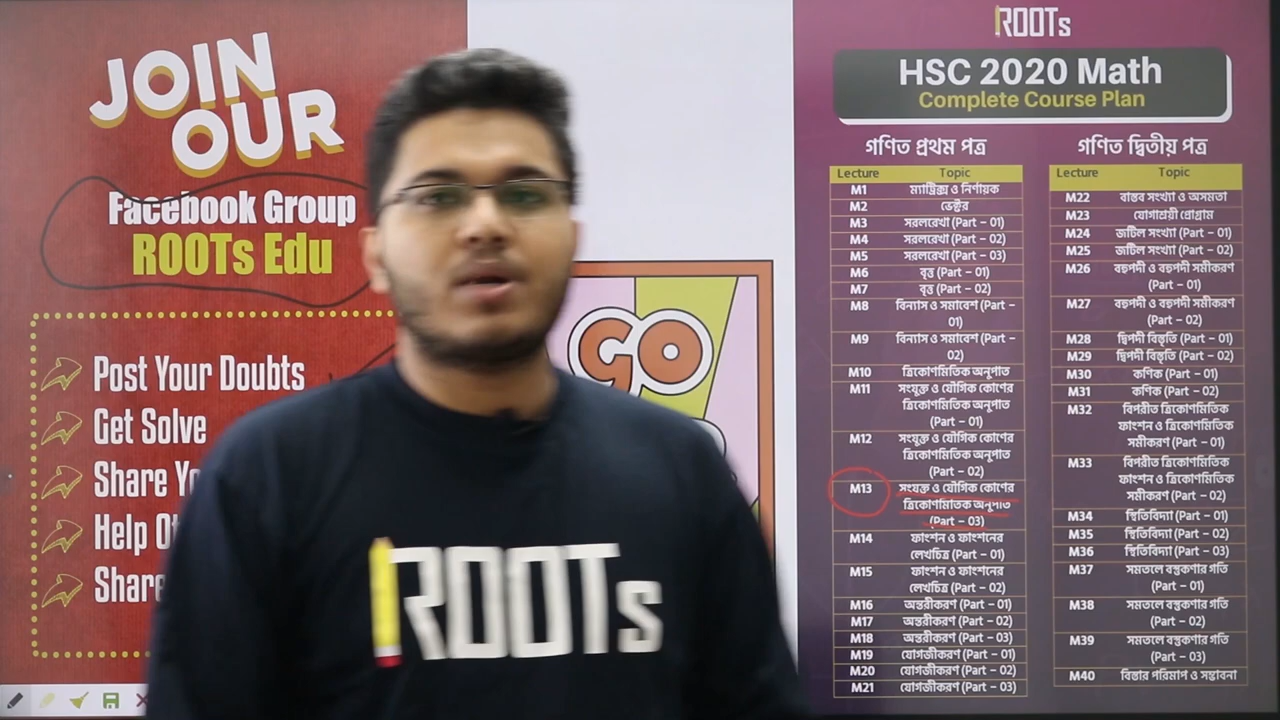 JOIN
OUR
Facebook Group
ROOTs Edu
Post Your Doubts
Get Solve
Share
Help
Share
GO
ROOTs
ROOTs
HSC 2020 Math
Complete Course Plan
গণিত প্রথম পত্র
Lecture Topic
M1 ম্যাট্রিক্স ও নির্ণায়ক
M2 ভেক্টর
M3 সরলরেখা (Part – 01)
M4 সরলরেখা (Part – 02)
M5 সরলরেখা (Part – 03)
M6 বৃত্ত (Part – 01)
M7 বৃত্ত (Part – 02)
M8 বিন্যাস ও সমাবেশ (Part –
01)
M9 বিন্যাস ও সমাবেশ (Part –
02)
M10 ত্রিকোণমিতিক অনুপাত
M11 সংযুক্ত ও যৌগিক কোণের
ত্রিকোণমিতিক অনুপাত
(Part – 01)
M12 সংযুক্ত ও যৌগিক কোণের
ত্রিকোণমিতিক অনুপাত
(Part – 02)
M13 সংযুক্ত ও যৌগিক কোণের
ত্রিকোণমিতিক অনুপাত
(Part – 03)
M14 ফাংশন ও ফাংশনের
লেখচিত্র (Part – 01)
M15 ফাংশন ও ফাংশনের
লেখচিত্র (Part – 02)
M16 অন্তরীকরণ (Part – 01)
M17 অন্তরীকরণ (Part – 02)
M18 অন্তরীকরণ (Part – 03)
M19 যোগজীকরণ (Part – 01)
M20 যোগজীকরণ (Part – 02)
M21 যোগজীকরণ (Part – 03)
গণিত দ্বিতীয় পত্র
Lecture Topic
M22 বাস্তব সংখ্যা ও অসমতা
M23 যোগাশ্রয়ী প্রোগ্রাম
M24 জটিল সংখ্যা (Part – 01)
M25 জটিল সংখ্যা (Part – 02)
M26 বহুপদী ও বহুপদী সমীকরণ
(Part – 01)
M27 বহুপদী ও বহুপদী সমীকরণ
(Part – 02)
M28 দ্বিপদী বিস্তৃতি (Part – 01)
M29 দ্বিপদী বিস্তৃতি (Part – 02)
M30 কণিক (Part – 01)
M31 কণিক (Part – 02)
M32 বিপরীত ত্রিকোণমিতিক
ফাংশন ও ত্রিকোণমিতিক
সমীকরণ (Part – 01)
M33 বিপরীত ত্রিকোণমিতিক
ফাংশন ও ত্রিকোণমিতিক
সমীকরণ (Part – 02)
M34 স্থিতিবিদ্যা (Part – 01)
M35 স্থিতিবিদ্যা (Part – 02)
M36 স্থিতিবিদ্যা (Part – 03)
M37 সমতলে বস্তুকণার গতি
(Part – 01)
M38 সমতলে বস্তুকণার গতি
(Part – 02)
M39 সমতলে বস্তুকণার গতি
(Part – 03)
M40 বিস্তার পরিমাপ ও সম্ভাবনা